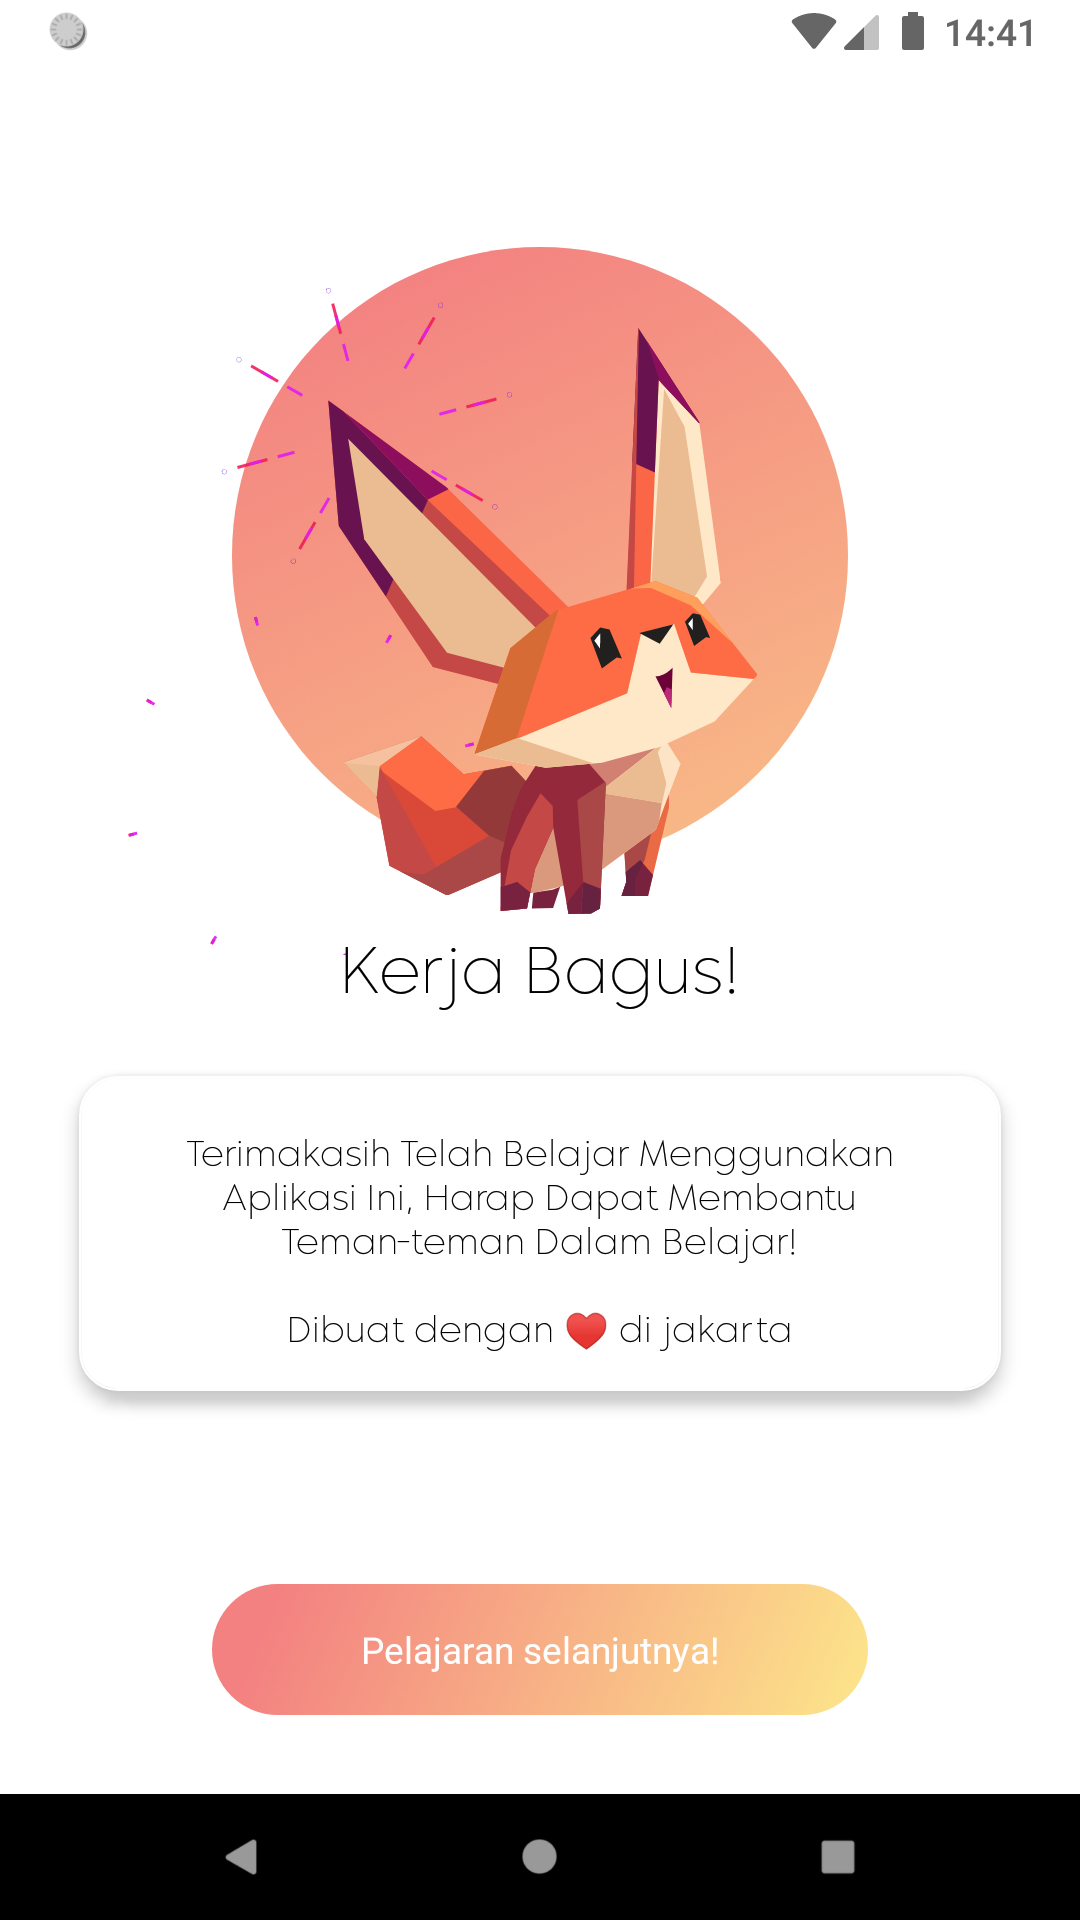 14:41
Kerja Bagus!
Terimakasih Telah Belajar Menggunakan
Aplikasi Ini, Harap Dapat Membantu
Teman-teman Dalam Belajar!
Dibuat dengan ❤️ di jakarta
Pelajaran selanjutnya!